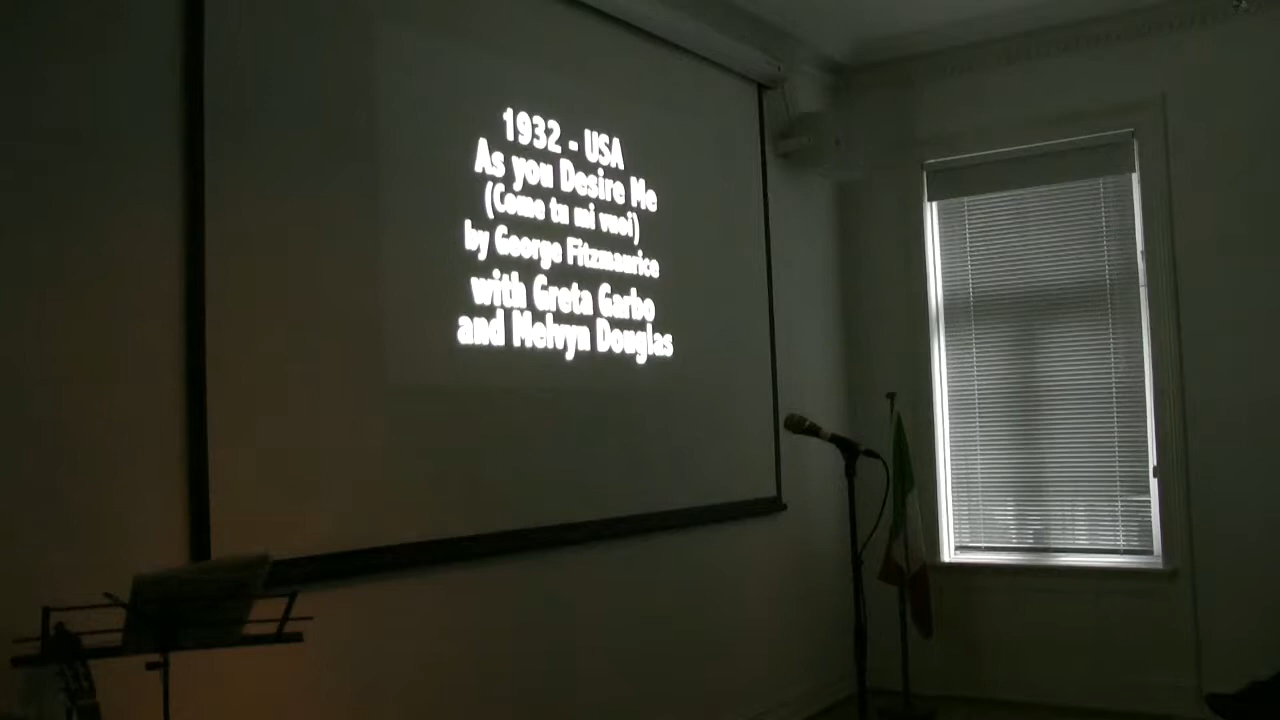 1932 - USA
As you Desire Me
(Come tu mi vuoi)
by George Fitzmaurice
with Greta Garbo
and Melvyn Douglas